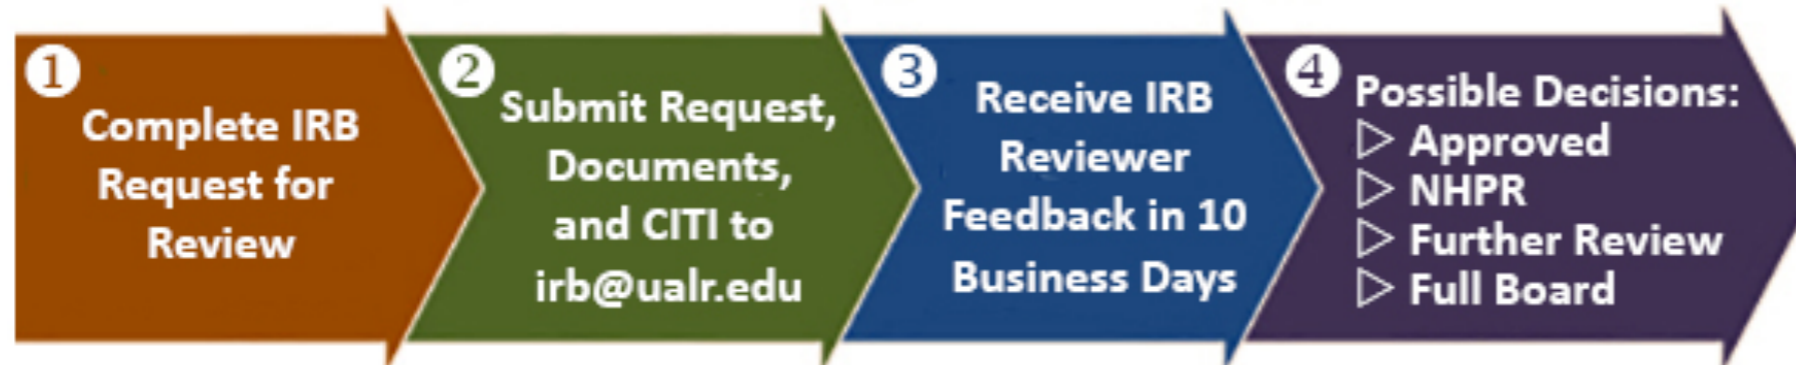 1
Complete IRB
Request for
Review
2
Submit Request,
Documents,
and CITI to
irb@ualr.edu
3
Receive IRB
Reviewer
Feedback in 10
Business Days
4
Possible Decisions:
▷ Approved
▷ NHPR
▷ Further Review
▷ Full Board